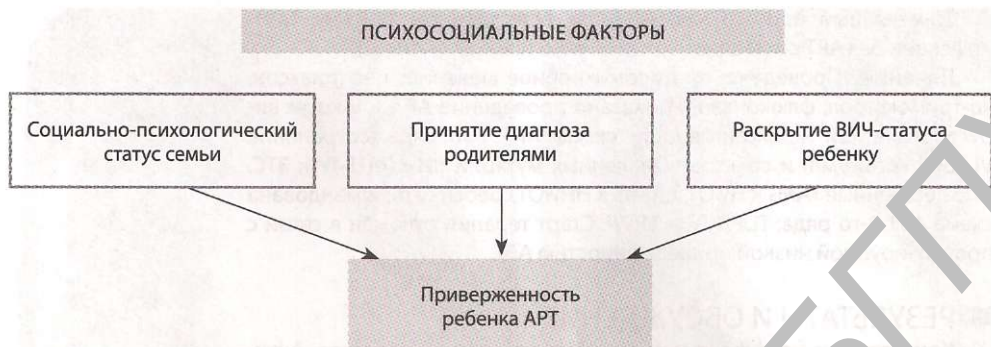 ПСИХОСОЦИАЛЬНЫЕ ФАКТОРЫ
Социально-психологический
статус семьи
Принятие диагноза
родителями
Раскрытие ВИЧ-статуса
ребенку
Приверженность
ребенка АРТ